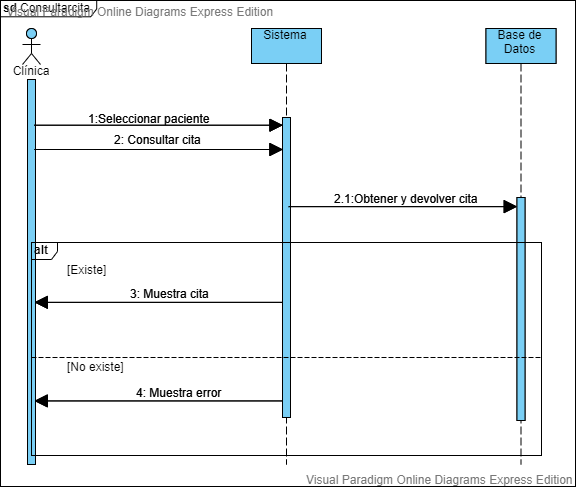 sd Consultarcita
Visual Paradigm Online Diagrams Express Edition
Clínica
Sistema
Base de
Datos
1:Seleccionar paciente
2: Consultar cita
2.1:Obtener y devolver cita
alt
[Existe]
3: Muestra cita
[No existe]
4: Muestra error
Visual Paradigm Online Diagrams Express Edition